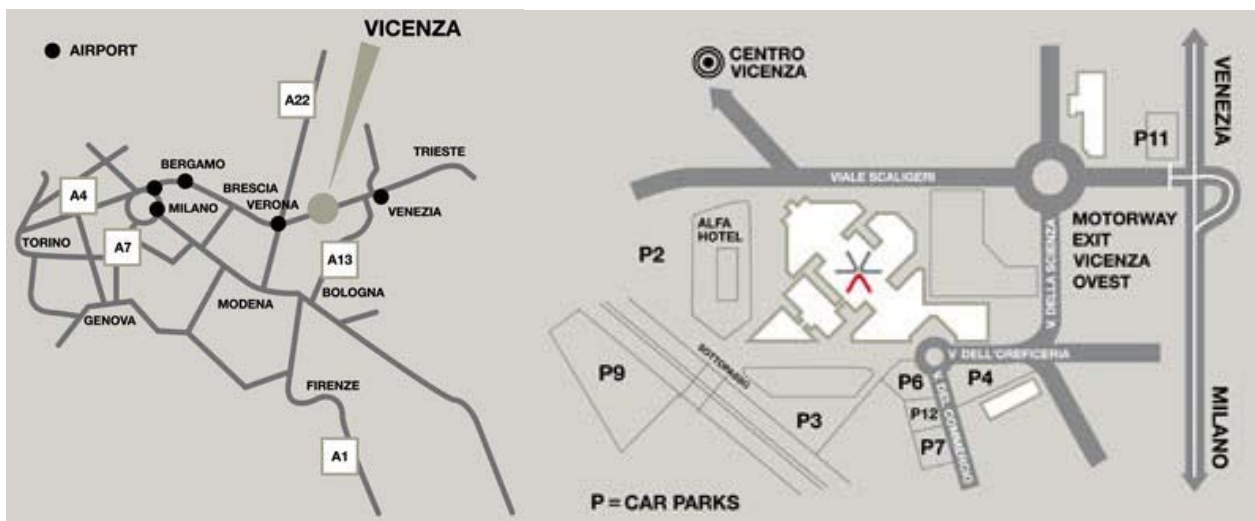 VICENZA
AIRPORT
A22
BERGAMO
TRIESTE
BRESCIA
VERONA
A4
MILANO
VENEZIA
TORINO
A7
A13
MODENA
BOLOGNA
GENOVA
FIRENZE
A1
CENTRO
VICENZA
VENEZIA
P11
VIALE SCALIGERI
ALFA
HOTEL
P2
MOTORWAY
EXIT
VICENZA
OVEST
V. DELLA SCIENZA
SOTTOPASSO
V. DELL'OREFICERIA
P9
P6
P4
P3
P12
V. DEL COMMERCIO
P7
MILANO
P = CAR PARKS